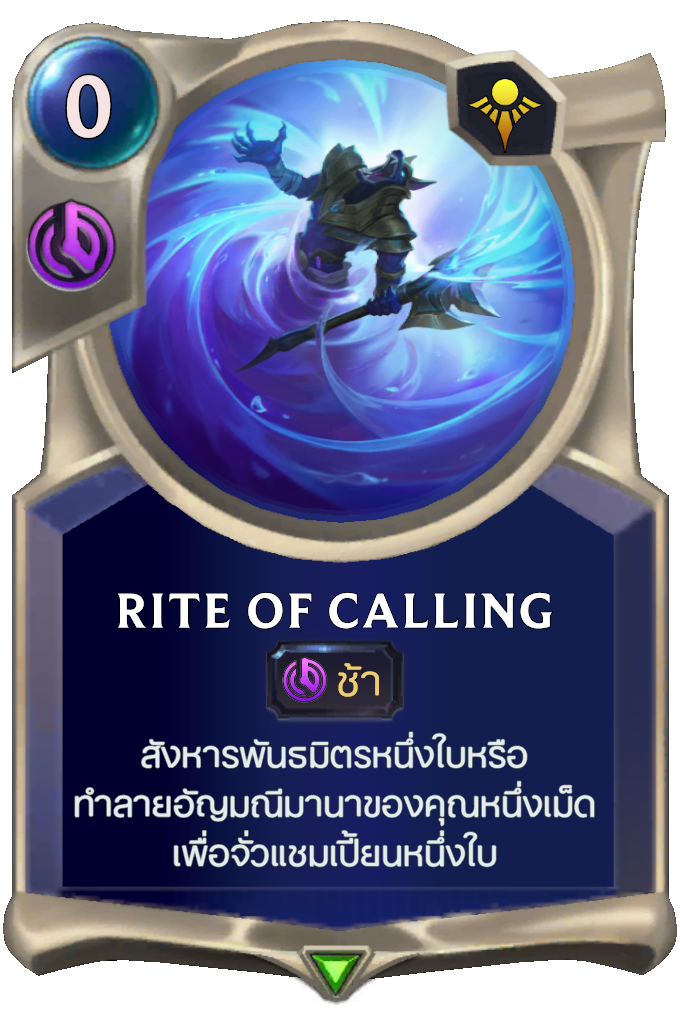 0
RITE OF CALLING
ช้า
สังหารพันธมิตรหนึ่งใบหรือ
ทำลายอัญมณีมานาของคุณหนึ่งเม็ด
เพื่อจั่วแชมเปี้ยนหนึ่งใบ